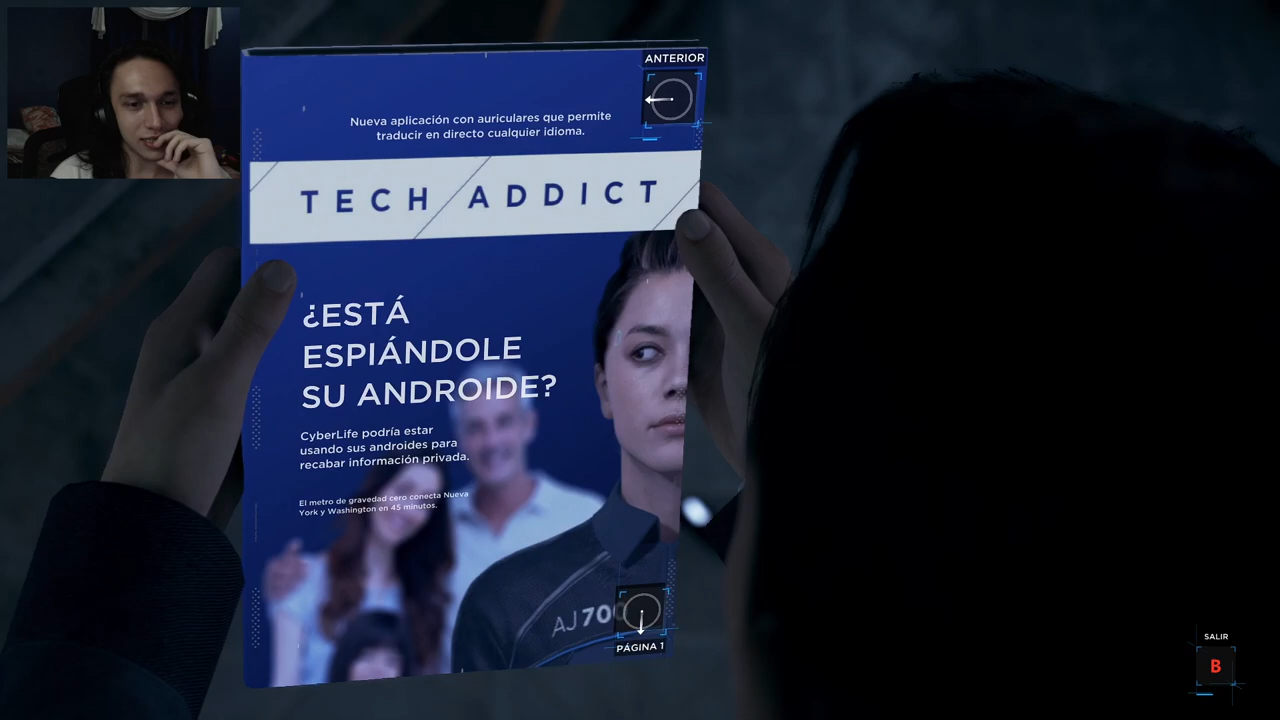 ANTERIOR
Nueva aplicación con auriculares que permite
traducir en directo cualquier idioma.
TECH ADDICT
¿ESTÁ
ESPIÁNDOLE
SU ANDROIDE?
CyberLife podría estar
usando sus androides para
recabar información privada.
El metro de gravedad cero conecta Nueva
York y Washington en 45 minutos.
AJ700
PÁGINA 1
SALIR
B